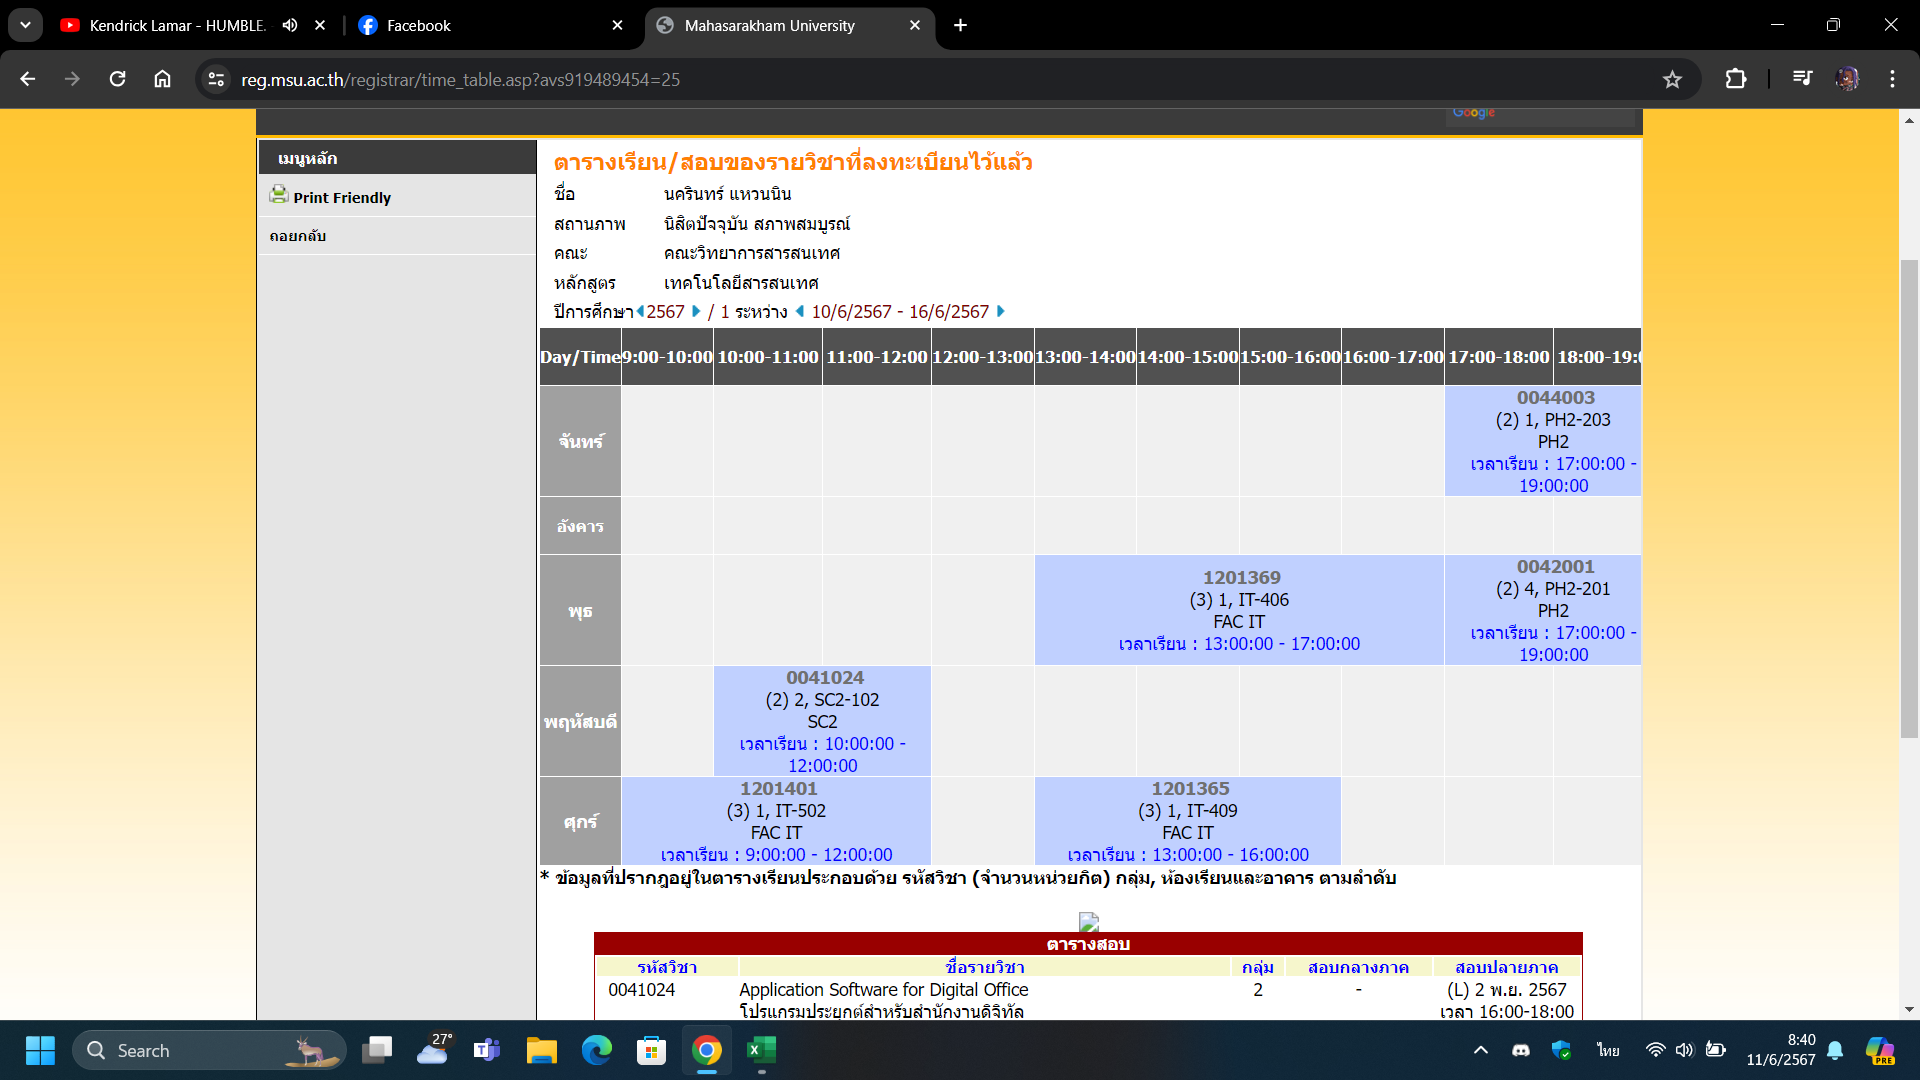 Kendrick Lamar - HUMBLE.
Facebook
Mahasarakham University
reg.msu.ac.th/registrar/time_table.asp?avs919489454=25
Google
เมนูหลัก
Print Friendly
ถอยกลับ
ตารางเรียน/สอบของรายวิชาที่ลงทะเบียนไว้แล้ว
ชื่อ นครินทร์ แหวนนิน
สถานภาพ นิสิตปัจจุบัน สภาพสมบูรณ์
คณะ คณะวิทยาการสารสนเทศ
หลักสูตร เทคโนโลยีสารสนเทศ
ปีการศึกษา 2567 / 1 ระหว่าง 10/6/2567 - 16/6/2567
Day/Time 9:00-10:00 10:00-11:00 11:00-12:00 12:00-13:00 13:00-14:00 14:00-15:00 15:00-16:00 16:00-17:00 17:00-18:00 18:00-19:0
จันทร์
0044003
(2) 1, PH2-203
PH2
เวลาเรียน : 17:00:00 -
19:00:00
อังคาร
พุธ
1201369
(3) 1, IT-406
FAC IT
เวลาเรียน : 13:00:00 - 17:00:00
0042001
(2) 4, PH2-201
PH2
เวลาเรียน : 17:00:00 -
19:00:00
พฤหัสบดี
0041024
(2) 2, SC2-102
SC2
เวลาเรียน : 10:00:00 -
12:00:00
ศุกร์
1201401
(3) 1, IT-502
FAC IT
เวลาเรียน : 9:00:00 - 12:00:00
1201365
(3) 1, IT-409
FAC IT
เวลาเรียน : 13:00:00 - 16:00:00
* ข้อมูลที่ปรากฎอยู่ในตารางเรียนประกอบด้วย รหัสวิชา (จำนวนหน่วยกิต) กลุ่ม, ห้องเรียนและอาคาร ตามลำดับ
ตารางสอบ
รหัสวิชา ชื่อรายวิชา กลุ่ม สอบกลางภาค สอบปลายภาค
0041024 Application Software for Digital Office 2 - (L) 2 พ.ย. 2567
โปรแกรมประยุกต์สำหรับสำนักงานดิจิทัล เวลา 16:00-18:00
Search
27°
ไทย
8:40
11/6/2567
PRE